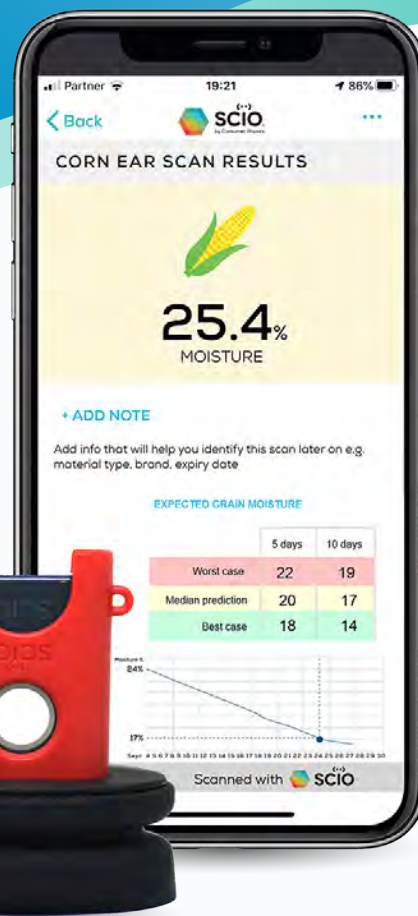 Partner 19:21 86%
Back SCIO
by Consumer Physics
CORN EAR SCAN RESULTS
25.4%
MOISTURE
+ ADD NOTE
Add info that will help you identify this scan later on e.g.
material type, brand, expiry date
EXPECTED GRAIN MOISTURE
5 days 10 days
Worst case 22 19
Median prediction 20 17
Best case 18 14
Moisture %
24%
17%
Sept 4 5 6 7 8 9 10 11 12 13 14 15 16 17 18 19 20 21 22 23 24 25 26 27 28 29 30
Scanned with SCIO